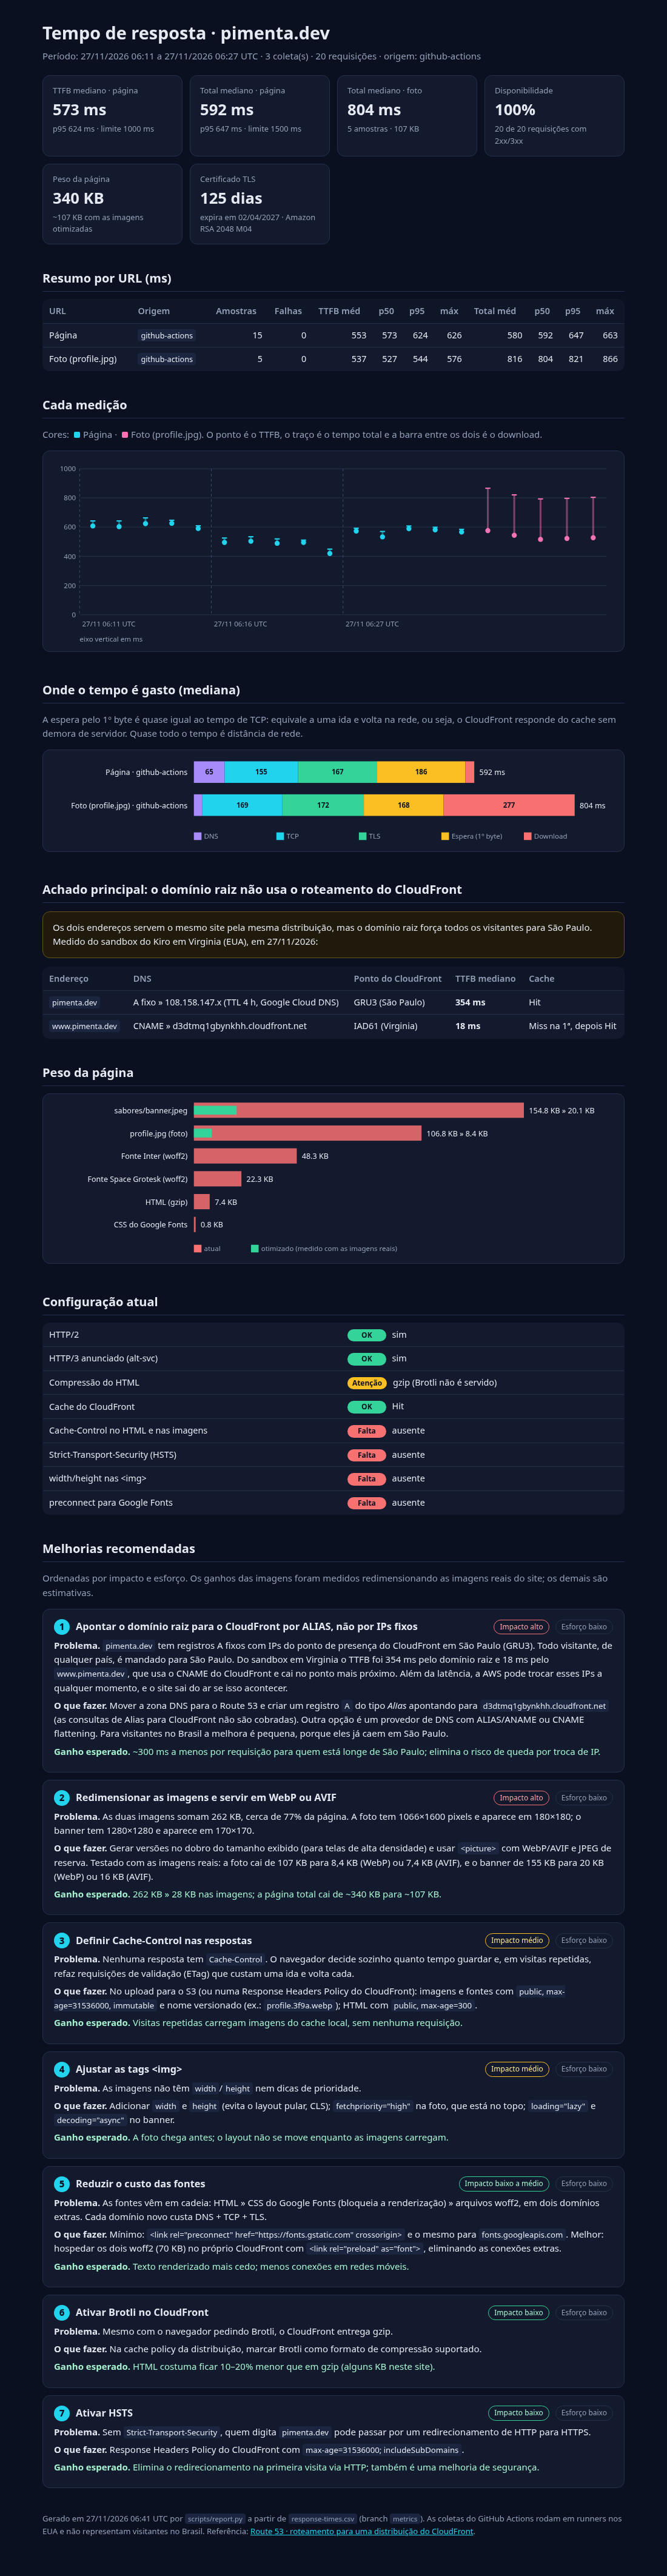 Tempo de resposta · pimenta.dev
Período: 27/11/2026 06:11 a 27/11/2026 06:27 UTC · 3 coleta(s) · 20 requisições · origem: github-actions
TTFB mediano · página
573 ms
p95 624 ms · limite 1000 ms
Total mediano · página
592 ms
p95 647 ms · limite 1500 ms
Total mediano · foto
804 ms
5 amostras · 107 KB
Disponibilidade
100%
20 de 20 requisições com
2xx/3xx
Peso da página
340 KB
~107 KB com as imagens
otimizadas
Certificado TLS
125 dias
expira em 02/04/2027 · Amazon
RSA 2048 M04
Resumo por URL (ms)
URL Origem Amostras Falhas TTFB méd p50 p95 máx Total méd p50 p95 máx
Página github-actions 15 0 553 573 624 626 580 592 647 663
Foto (profile.jpg) github-actions 5 0 537 527 544 576 816 804 821 866
Cada medição
Cores: Página · Foto (profile.jpg). O ponto é o TTFB, o traço é o tempo total e a barra entre os dois é o download.
1000
800
600
400
200
0
27/11 06:11 UTC 27/11 06:16 UTC 27/11 06:27 UTC
eixo vertical em ms
Onde o tempo é gasto (mediana)
A espera pelo 1º byte é quase igual ao tempo de TCP: equivale a uma ida e volta na rede, ou seja, o CloudFront responde do cache sem
demora de servidor. Quase todo o tempo é distância de rede.
Página · github-actions 65 155 167 186 592 ms
Foto (profile.jpg) · github-actions 169 172 168 277 804 ms
DNS TCP TLS Espera (1º byte) Download
Achado principal: o domínio raiz não usa o roteamento do CloudFront
Os dois endereços servem o mesmo site pela mesma distribuição, mas o domínio raiz força todos os visitantes para São Paulo.
Medido do sandbox do Kiro em Virginia (EUA), em 27/11/2026:
Endereço DNS Ponto do CloudFront TTFB mediano Cache
pimenta.dev A fixo » 108.158.147.x (TTL 4 h, Google Cloud DNS) GRU3 (São Paulo) 354 ms Hit
www.pimenta.dev CNAME » d3dtmq1gbynkhh.cloudfront.net IAD61 (Virginia) 18 ms Miss na 1ª, depois Hit
Peso da página
sabores/banner.jpeg 154.8 KB » 20.1 KB
profile.jpg (foto) 106.8 KB » 8.4 KB
Fonte Inter (woff2) 48.3 KB
Fonte Space Grotesk (woff2) 22.3 KB
HTML (gzip) 7.4 KB
CSS do Google Fonts 0.8 KB
atual otimizado (medido com as imagens reais)
Configuração atual
HTTP/2 OK sim
HTTP/3 anunciado (alt-svc) OK sim
Compressão do HTML Atenção gzip (Brotli não é servido)
Cache do CloudFront OK Hit
Cache-Control no HTML e nas imagens Falta ausente
Strict-Transport-Security (HSTS) Falta ausente
width/height nas <img> Falta ausente
preconnect para Google Fonts Falta ausente
Melhorias recomendadas
Ordenadas por impacto e esforço. Os ganhos das imagens foram medidos redimensionando as imagens reais do site; os demais são
estimativas.
1 Apontar o domínio raiz para o CloudFront por ALIAS, não por IPs fixos Impacto alto Esforço baixo
Problema. pimenta.dev tem registros A fixos com IPs do ponto de presença do CloudFront em São Paulo (GRU3). Todo visitante, de
qualquer país, é mandado para São Paulo. Do sandbox em Virginia o TTFB foi 354 ms pelo domínio raiz e 18 ms pelo
www.pimenta.dev, que usa o CNAME do CloudFront e cai no ponto mais próximo. Além da latência, a AWS pode trocar esses IPs a
qualquer momento, e o site sai do ar se isso acontecer.
O que fazer. Mover a zona DNS para o Route 53 e criar um registro A do tipo Alias apontando para d3dtmq1gbynkhh.cloudfront.net
(as consultas de Alias para CloudFront não são cobradas). Outra opção é um provedor de DNS com ALIAS/ANAME ou CNAME
flattening. Para visitantes no Brasil a melhora é pequena, porque eles já caem em São Paulo.
Ganho esperado. ~300 ms a menos por requisição para quem está longe de São Paulo; elimina o risco de queda por troca de IP.
2 Redimensionar as imagens e servir em WebP ou AVIF Impacto alto Esforço baixo
Problema. As duas imagens somam 262 KB, cerca de 77% da página. A foto tem 1066×1600 pixels e aparece em 180×180; o
banner tem 1280×1280 e aparece em 170×170.
O que fazer. Gerar versões no dobro do tamanho exibido (para telas de alta densidade) e usar <picture> com WebP/AVIF e JPEG de
reserva. Testado com as imagens reais: a foto cai de 107 KB para 8,4 KB (WebP) ou 7,4 KB (AVIF), e o banner de 155 KB para 20 KB
(WebP) ou 16 KB (AVIF).
Ganho esperado. 262 KB » 28 KB nas imagens; a página total cai de ~340 KB para ~107 KB.
3 Definir Cache-Control nas respostas Impacto médio Esforço baixo
Problema. Nenhuma resposta tem Cache-Control. O navegador decide sozinho quanto tempo guardar e, em visitas repetidas,
refaz requisições de validação (ETag) que custam uma ida e volta cada.
O que fazer. No upload para o S3 (ou numa Response Headers Policy do CloudFront): imagens e fontes com public, max-
age=31536000, immutable e nome versionado (ex.: profile.3f9a.webp); HTML com public, max-age=300.
Ganho esperado. Visitas repetidas carregam imagens do cache local, sem nenhuma requisição.
4 Ajustar as tags <img> Impacto médio Esforço baixo
Problema. As imagens não têm width/height nem dicas de prioridade.
O que fazer. Adicionar width e height (evita o layout pular, CLS); fetchpriority="high" na foto, que está no topo; loading="lazy" e
decoding="async" no banner.
Ganho esperado. A foto chega antes; o layout não se move enquanto as imagens carregam.
5 Reduzir o custo das fontes Impacto baixo a médio Esforço baixo
Problema. As fontes vêm em cadeia: HTML » CSS do Google Fonts (bloqueia a renderização) » arquivos woff2, em dois domínios
extras. Cada domínio novo custa DNS + TCP + TLS.
O que fazer. Mínimo: <link rel="preconnect" href="https://fonts.gstatic.com" crossorigin> e o mesmo para fonts.googleapis.com. Melhor:
hospedar os dois woff2 (70 KB) no próprio CloudFront com <link rel="preload" as="font">, eliminando as conexões extras.
Ganho esperado. Texto renderizado mais cedo; menos conexões em redes móveis.
6 Ativar Brotli no CloudFront Impacto baixo Esforço baixo
Problema. Mesmo com o navegador pedindo Brotli, o CloudFront entrega gzip.
O que fazer. Na cache policy da distribuição, marcar Brotli como formato de compressão suportado.
Ganho esperado. HTML costuma ficar 10–20% menor que em gzip (alguns KB neste site).
7 Ativar HSTS Impacto baixo Esforço baixo
Problema. Sem Strict-Transport-Security, quem digita pimenta.dev pode passar por um redirecionamento de HTTP para HTTPS.
O que fazer. Response Headers Policy do CloudFront com max-age=31536000; includeSubDomains.
Ganho esperado. Elimina o redirecionamento na primeira visita via HTTP; também é uma melhoria de segurança.
Gerado em 27/11/2026 06:41 UTC por scripts/report.py a partir de response-times.csv (branch metrics). As coletas do GitHub Actions rodam em runners nos
EUA e não representam visitantes no Brasil. Referência: Route 53 · roteamento para uma distribuição do CloudFront.